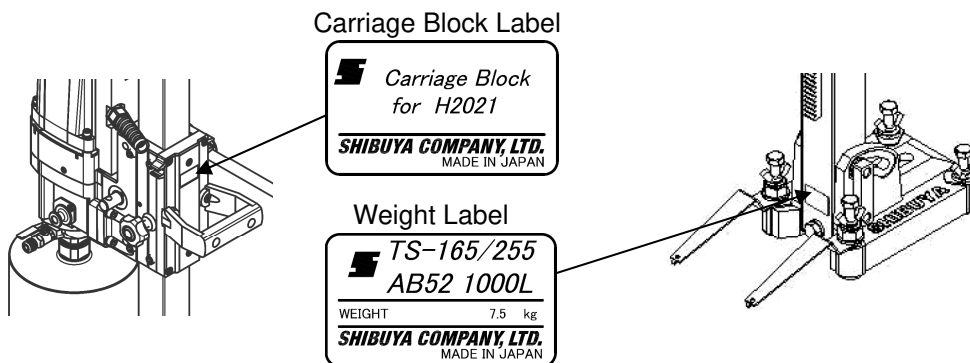 Carriage Block Label
Carriage Block
for H2021
SHIBUYA COMPANY, LTD.
MADE IN JAPAN
Weight Label
TS-165/255
AB52 1000L
WEIGHT 7.5 kg
SHIBUYA COMPANY, LTD.
MADE IN JAPAN
SHIBUYA